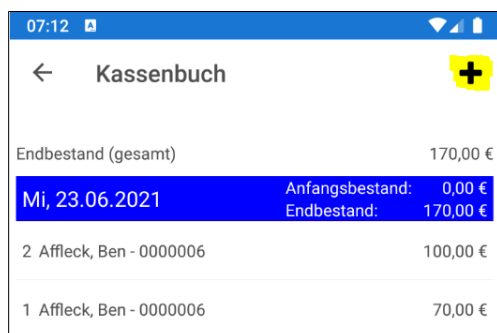 07:12 A
Kassenbuch
Endbestand (gesamt) 170,00 €
Mi, 23.06.2021 Anfangsbestand: 0,00 €
Endbestand: 170,00 €
2 Affleck, Ben - 0000006 100,00 €
1 Affleck, Ben - 0000006 70,00 €